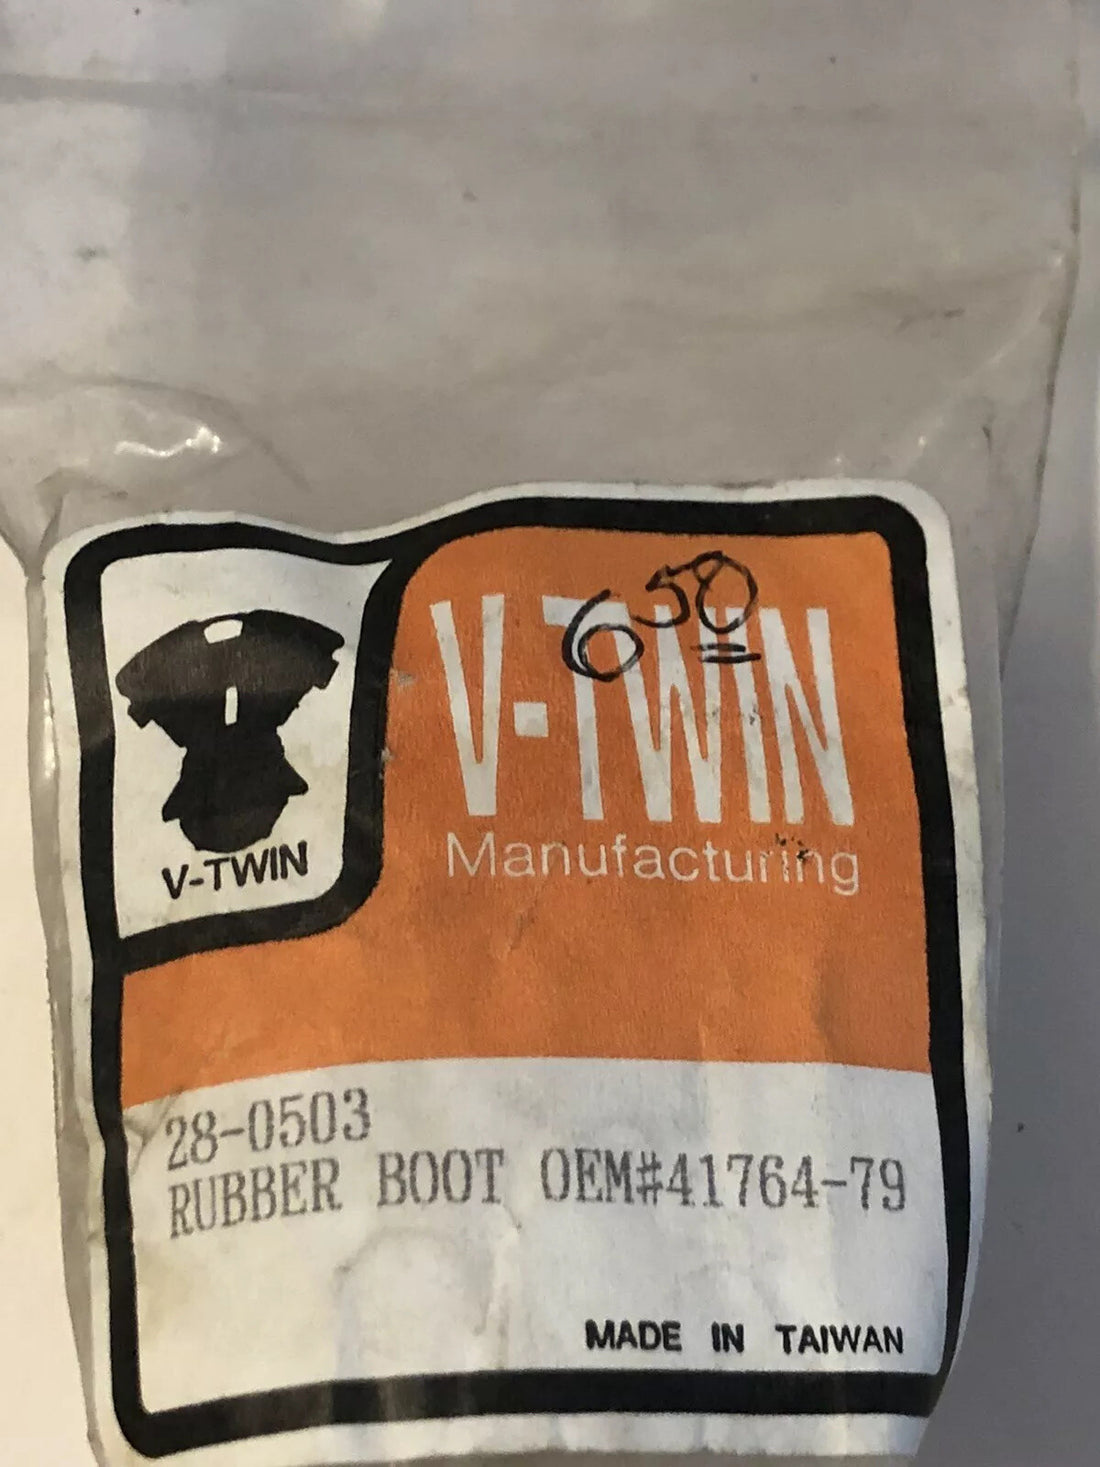 6 50
V-TWIN
Manufacturing
V-TWIN
28-0503
RUBBER BOOT OEM#41764-79
MADE IN TAIWAN